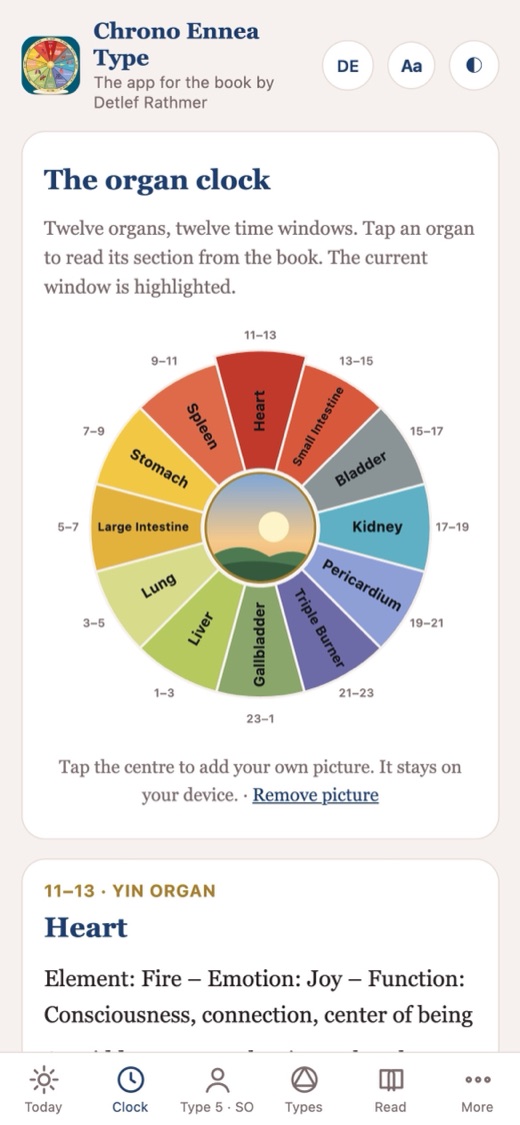 Chrono Ennea
Type
The app for the book by
Detlef Rathmer
DE
Aa
The organ clock
Twelve organs, twelve time windows. Tap an organ
to read its section from the book. The current
window is highlighted.
11–13
Heart
13–15
Small Intestine
15–17
Bladder
17–19
Kidney
19–21
Pericardium
21–23
Triple Burner
23–1
Gallbladder
1–3
Liver
3–5
Lung
5–7
Large Intestine
7–9
Stomach
9–11
Spleen
Tap the centre to add your own picture. It stays on
your device. · Remove picture
11–13 · YIN ORGAN
Heart
Element: Fire – Emotion: Joy – Function:
Consciousness, connection, center of being
Today
Clock
Type 5 · SO
Types
Read
More